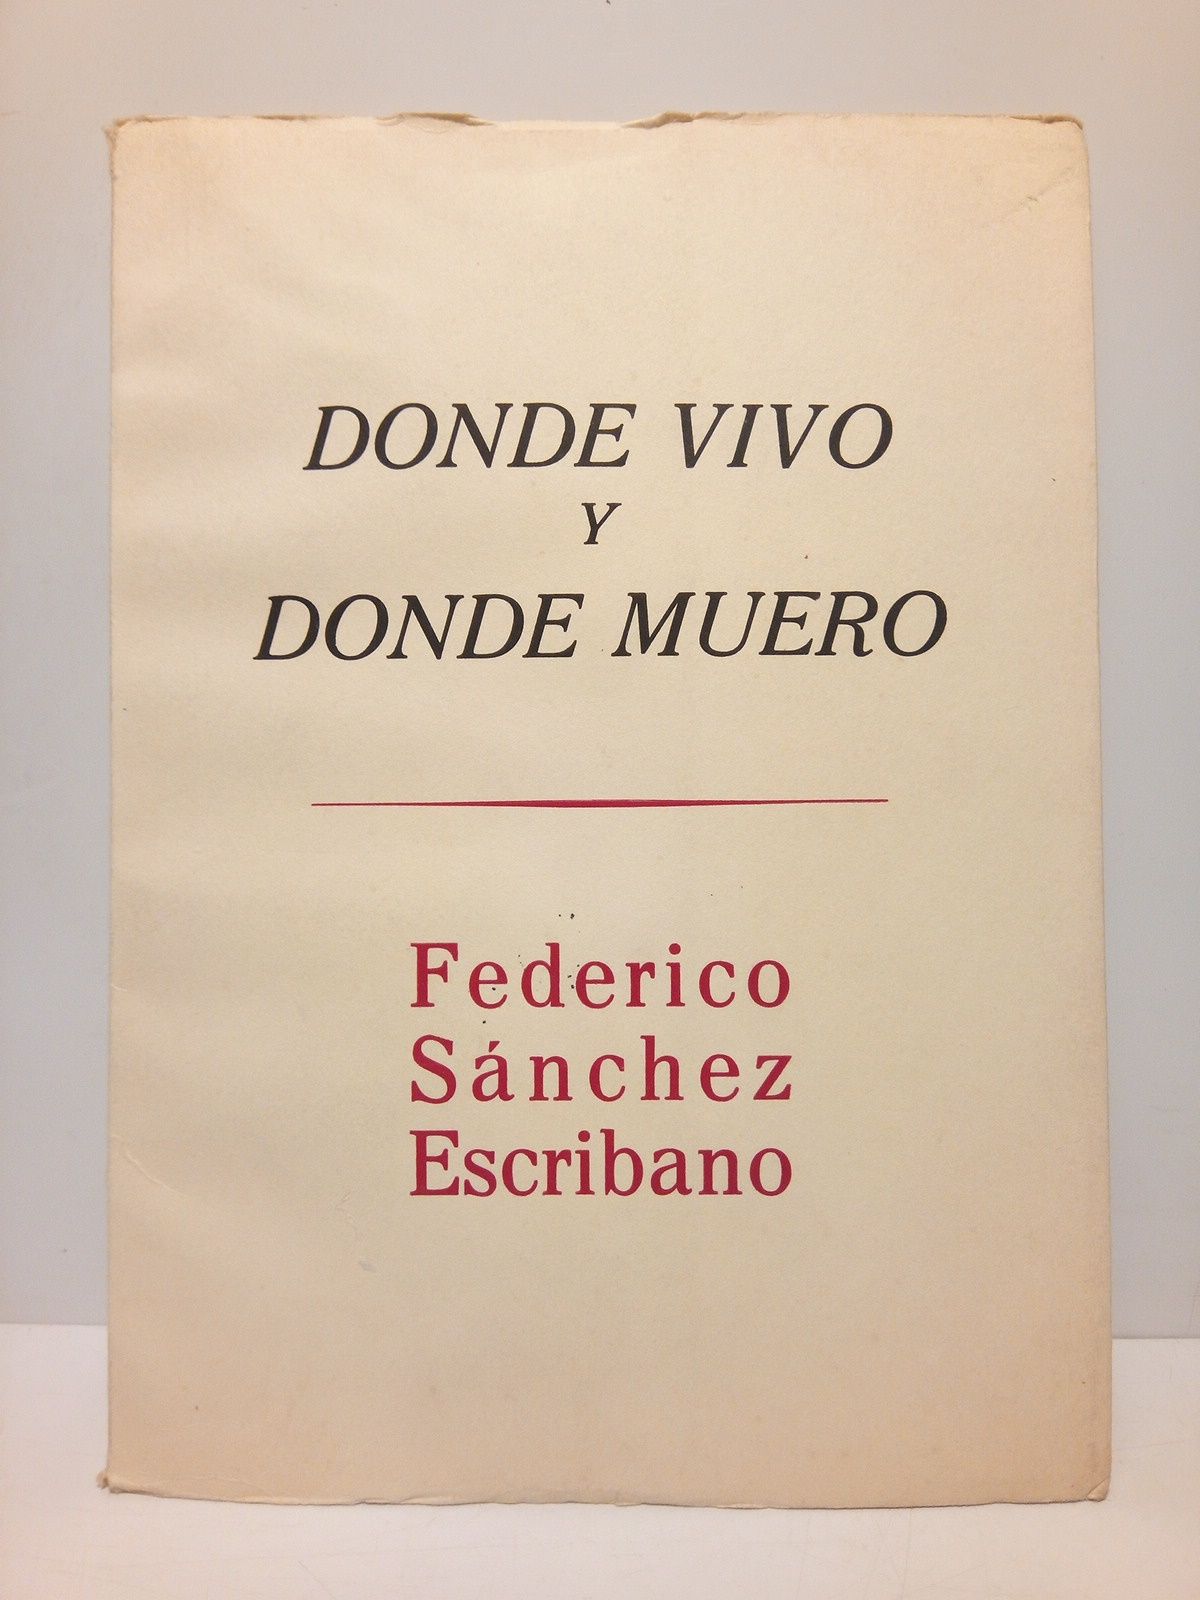 DONDE VIVO
Y
DONDE MUERO
Federico
Sánchez
Escribano